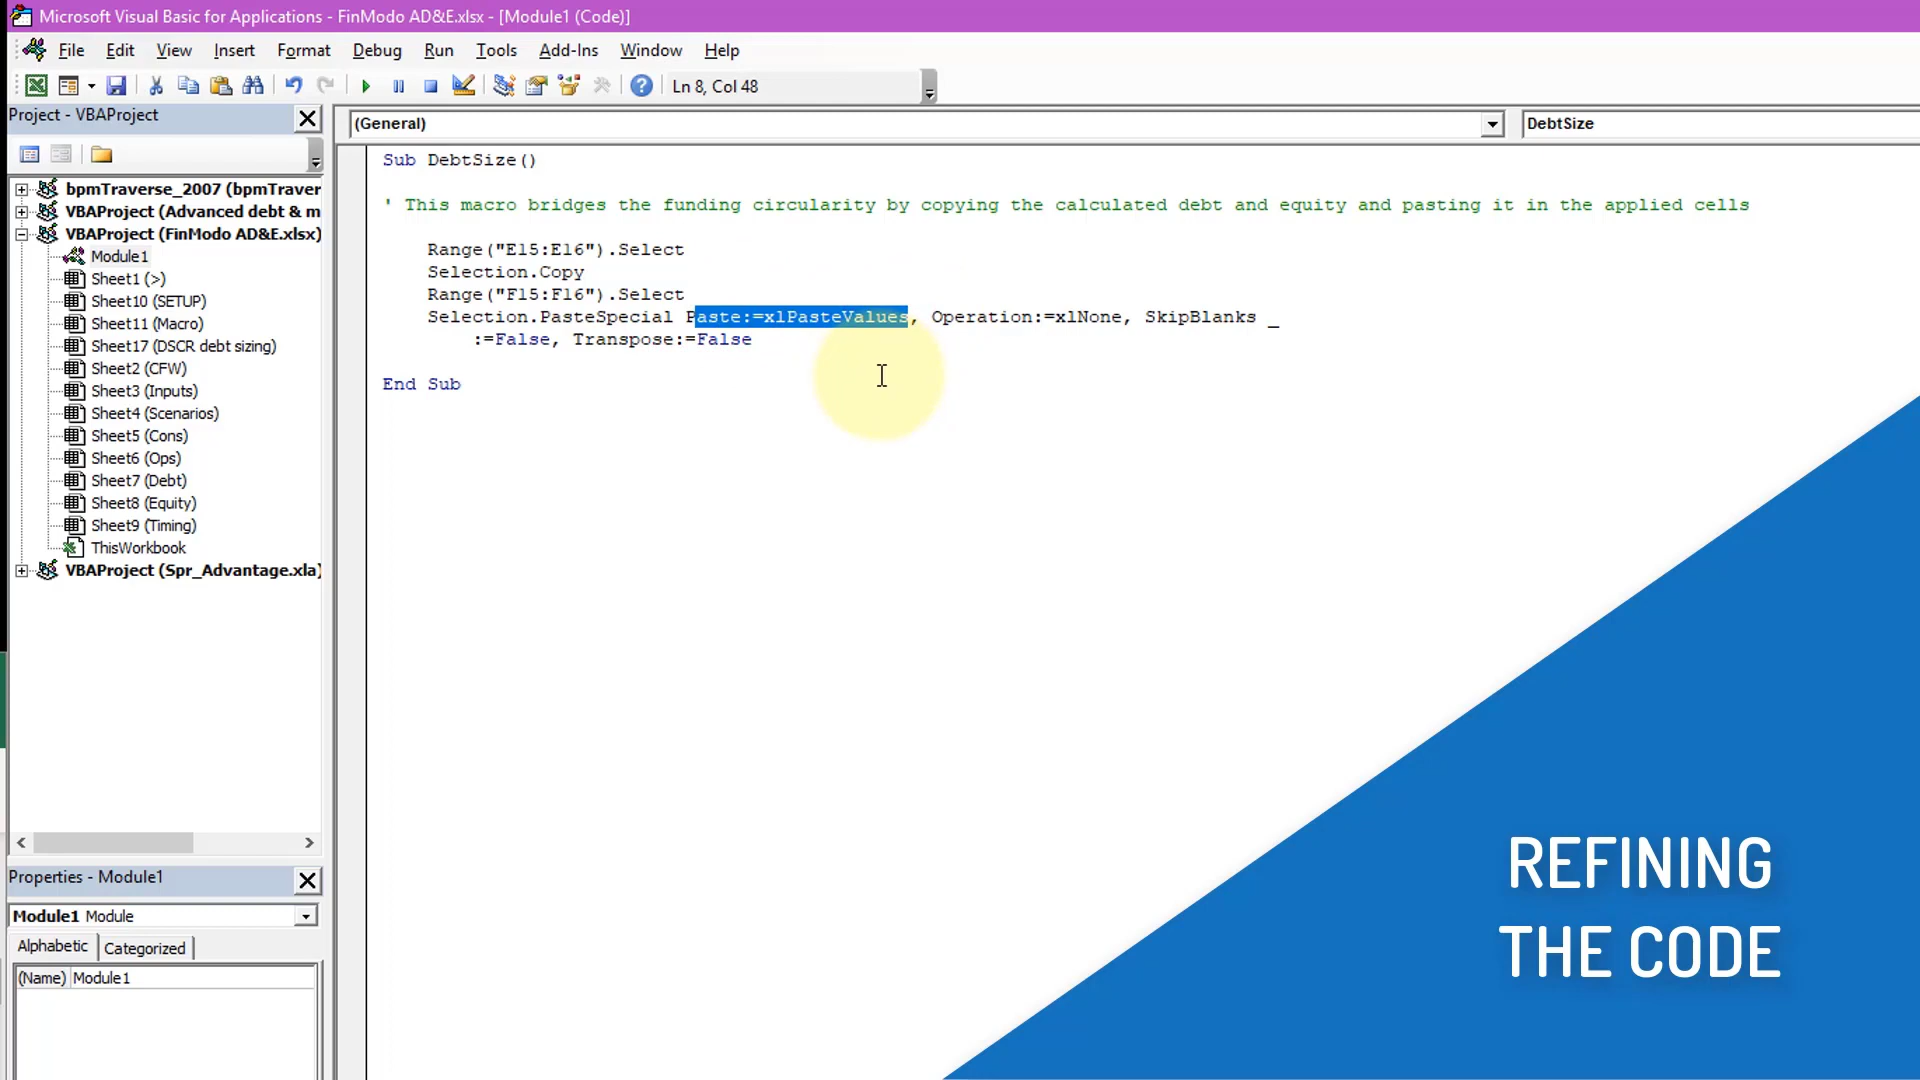 Microsoft Visual Basic for Applications - FinModo AD&E.xlsx - [Module1 (Code)]
File Edit View Insert Format Debug Run Tools Add-Ins Window Help
Ln 8, Col 48
Project - VBAProject
(General)
DebtSize
bpmTraverse_2007 (bpmTraver
VBAProject (Advanced debt & m
VBAProject (FinModo AD&E.xlsx)
Module1
Sheet1 (>)
Sheet10 (SETUP)
Sheet11 (Macro)
Sheet17 (DSCR debt sizing)
Sheet2 (CFW)
Sheet3 (Inputs)
Sheet4 (Scenarios)
Sheet5 (Cons)
Sheet6 (Ops)
Sheet7 (Debt)
Sheet8 (Equity)
Sheet9 (Timing)
ThisWorkbook
VBAProject (Spr_Advantage.xla)
Sub DebtSize()
' This macro bridges the funding circularity by copying the calculated debt and equity and pasting it in the applied cells
Range("E15:E16").Select
Selection.Copy
Range("F15:F16").Select
Selection.PasteSpecial Paste:=xlPasteValues, Operation:=xlNone, SkipBlanks _
:=False, Transpose:=False
End Sub
Properties - Module1
Module1 Module
Alphabetic Categorized
(Name) Module1
REFINING
THE CODE